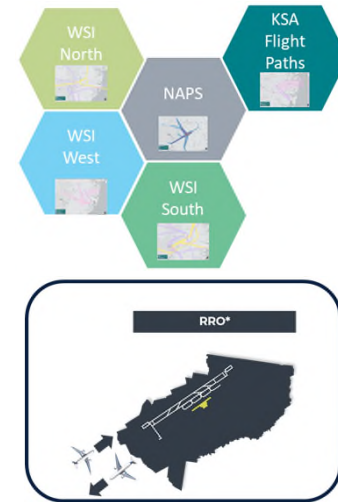 WSI
North
KSA
Flight
Paths
NAPS
WSI
West
WSI
South
RRO*